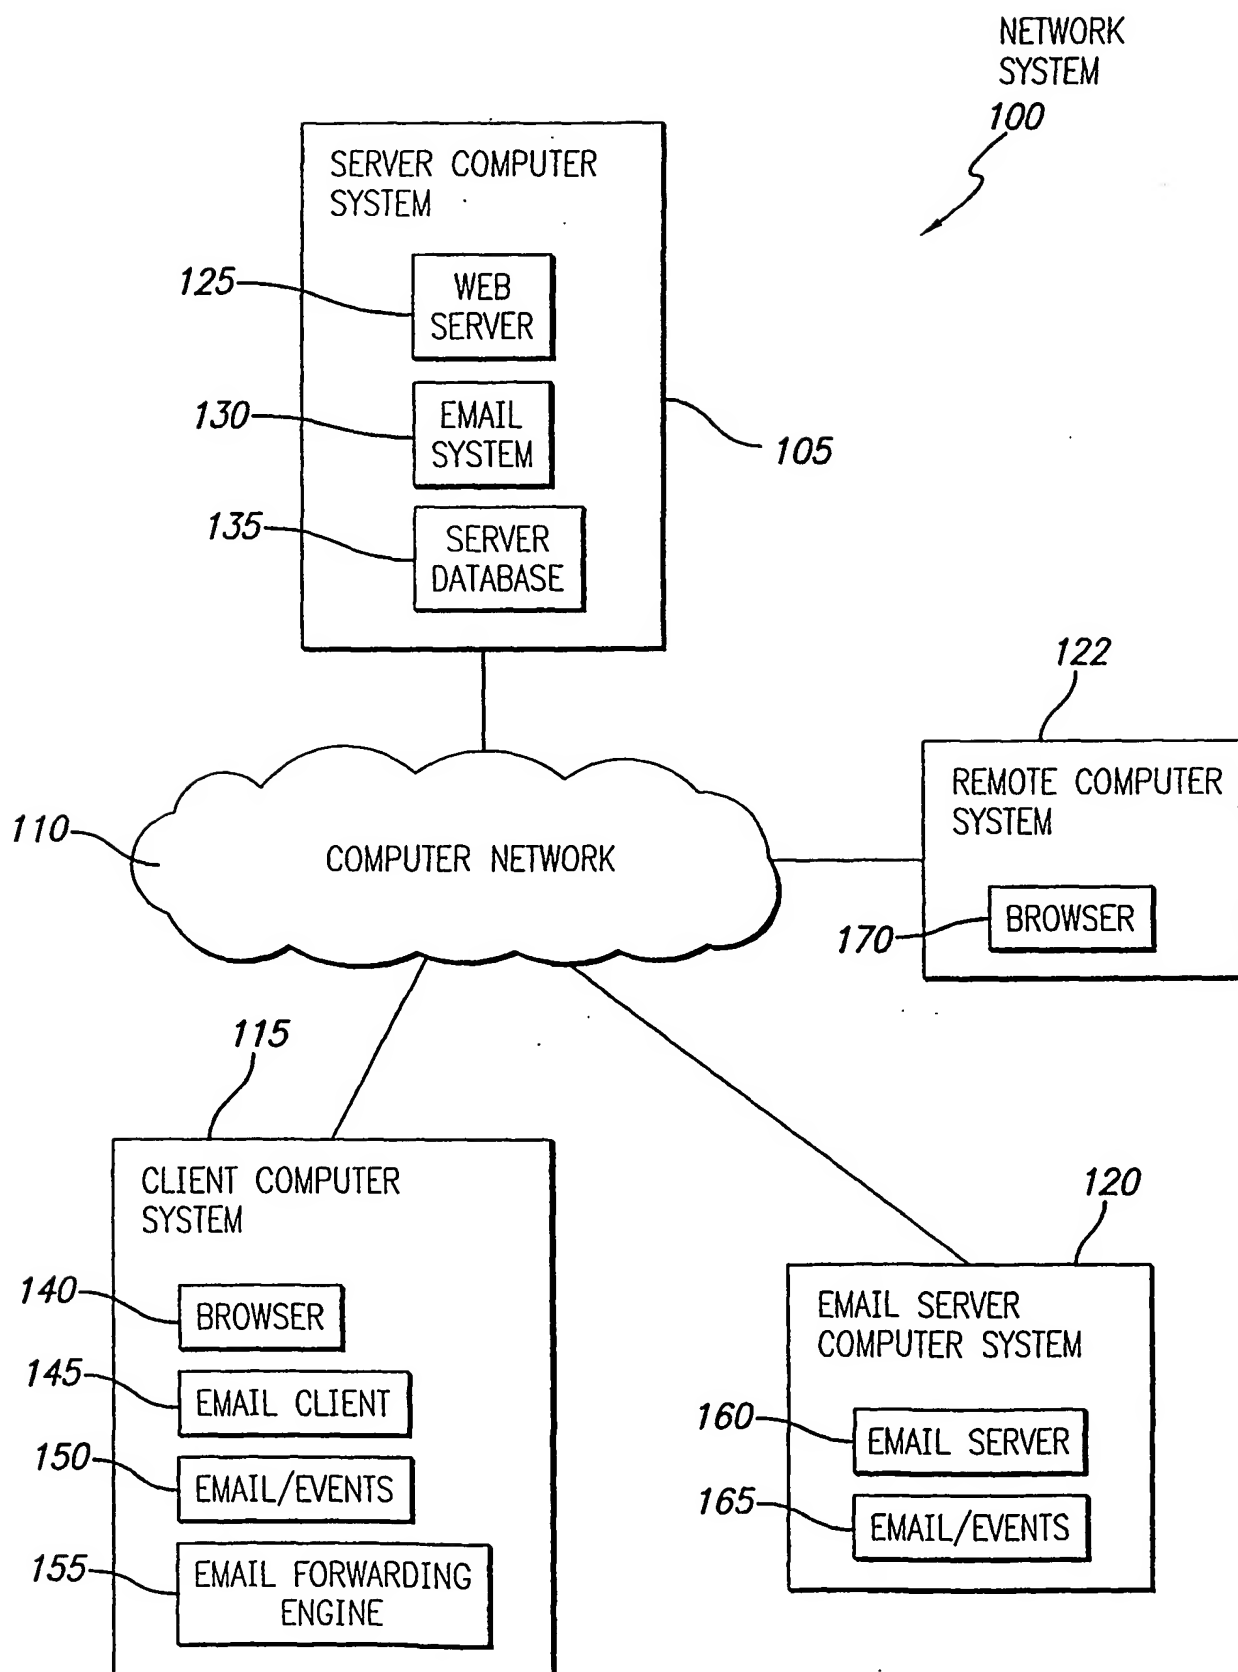 NETWORK
SYSTEM
100
SERVER COMPUTER
SYSTEM
125
WEB
SERVER
130
EMAIL
SYSTEM
105
135
SERVER
DATABASE
122
REMOTE COMPUTER
SYSTEM
110
COMPUTER NETWORK
170
BROWSER
115
CLIENT COMPUTER
SYSTEM
120
140
BROWSER
EMAIL SERVER
COMPUTER SYSTEM
145
EMAIL CLIENT
160
EMAIL SERVER
150
EMAIL/EVENTS
165
EMAIL/EVENTS
155
EMAIL FORWARDING
ENGINE